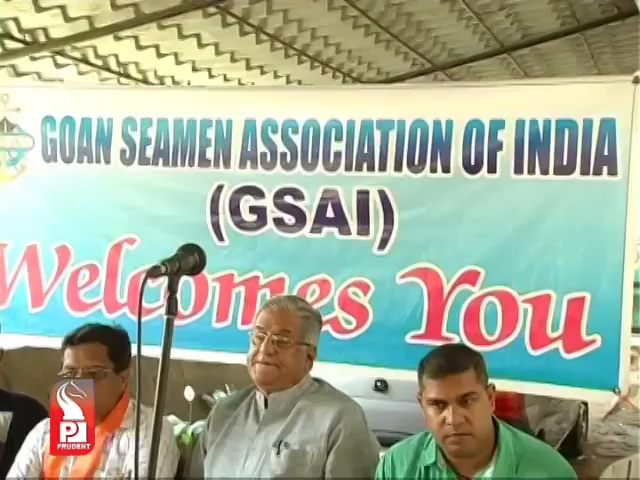 GOAN SEAMEN ASSOCIATION OF INDIA
(GSAI)
Welcomes You
PRUDENT